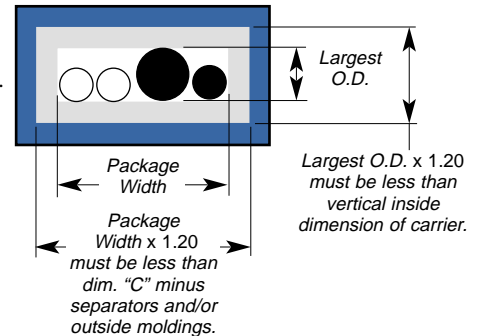 Largest
O.D.
Package
Width
Largest O.D. x 1.20
must be less than
vertical inside
dimension of carrier.
Package
Width x 1.20
must be less than
dim. “C” minus
separators and/or
outside moldings.